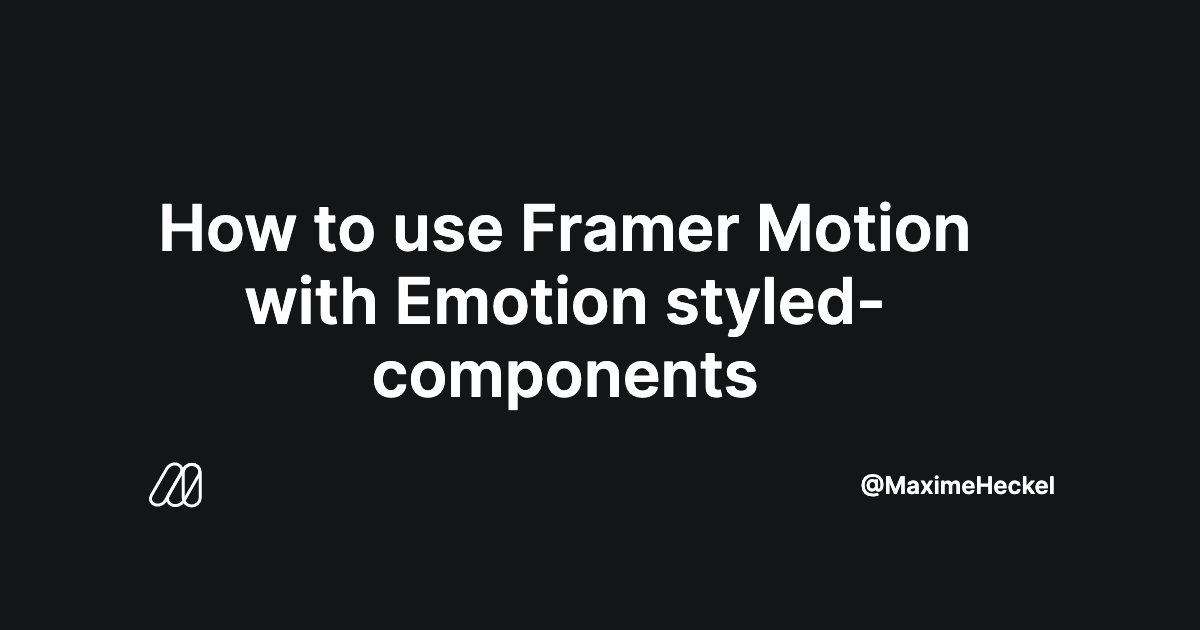 How to use Framer Motion
with Emotion styled-
components
@MaximeHeckel